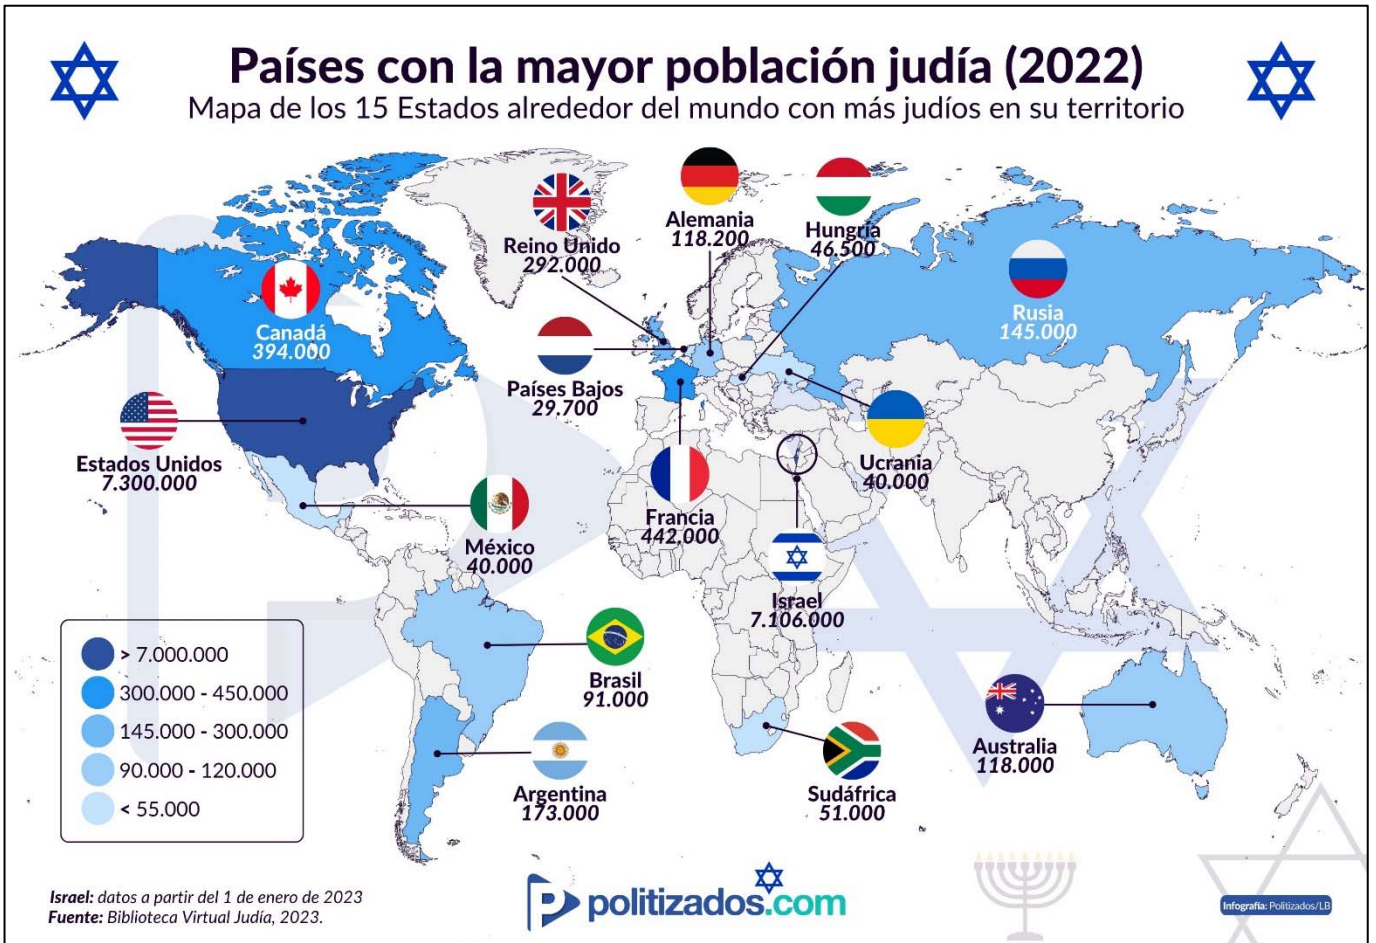 Países con la mayor población judía (2022)
Mapa de los 15 Estados alrededor del mundo con más judíos en su territorio
Reino Unido
292.000
Alemania
118.200
Hungría
46.500
Canadá
394.000
Rusia
145.000
Países Bajos
29.700
Estados Unidos
7.300.000
Ucrania
40.000
Francia
442.000
México
40.000
Israel
7.106.000
Brasil
91.000
Australia
118.000
Argentina
173.000
Sudáfrica
51.000
> 7.000.000
300.000 - 450.000
145.000 - 300.000
90.000 - 120.000
< 55.000
Israel: datos a partir del 1 de enero de 2023
Fuente: Biblioteca Virtual Judía, 2023.
politizados.com
Infografía: Politizados/LB